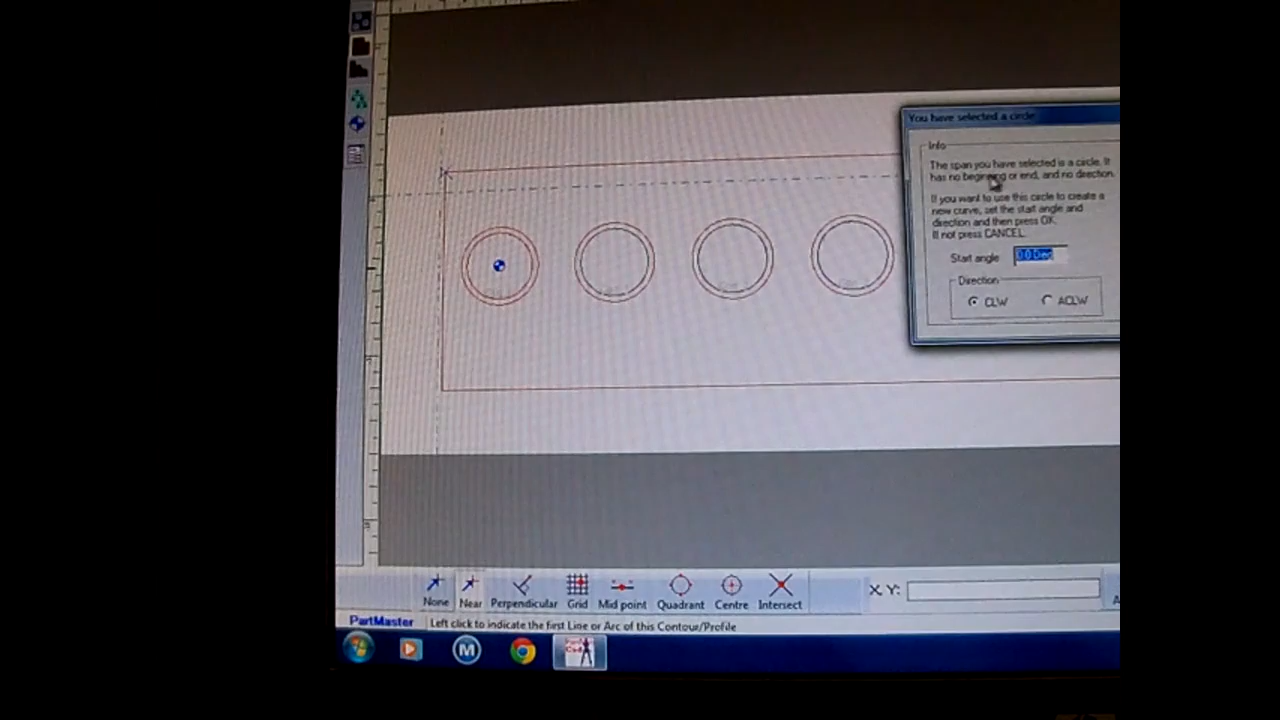 You have selected a circle
Info
The span you have selected is a circle. It
has no beginning or end, and no direction.
If you want to use this circle to create a
new curve, set the start angle and
direction and then press OK.
If not press CANCEL.
Start angle
0.0 Deg
Direction
CLW
ACLW
None
Near
Perpendicular
Grid
Mid point
Quadrant
Centre
Intersect
X, Y:
PartMaster
Left click to indicate the first Line or Arc of this Contour/Profile
M